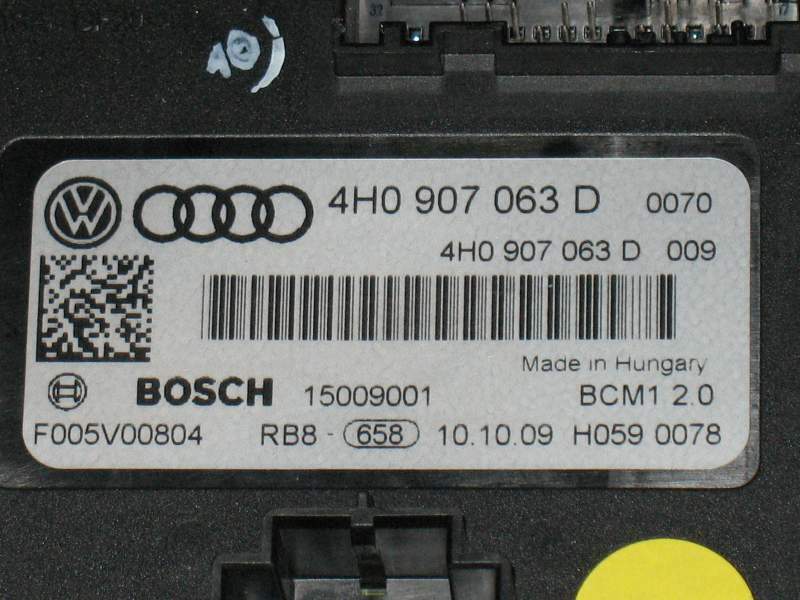 32
4H0 907 063 D 0070
4H0 907 063 D 009
Made in Hungary
BOSCH 15009001 BCM1 2.0
F005V00804 RB8 - 658 10.10.09 H059 0078